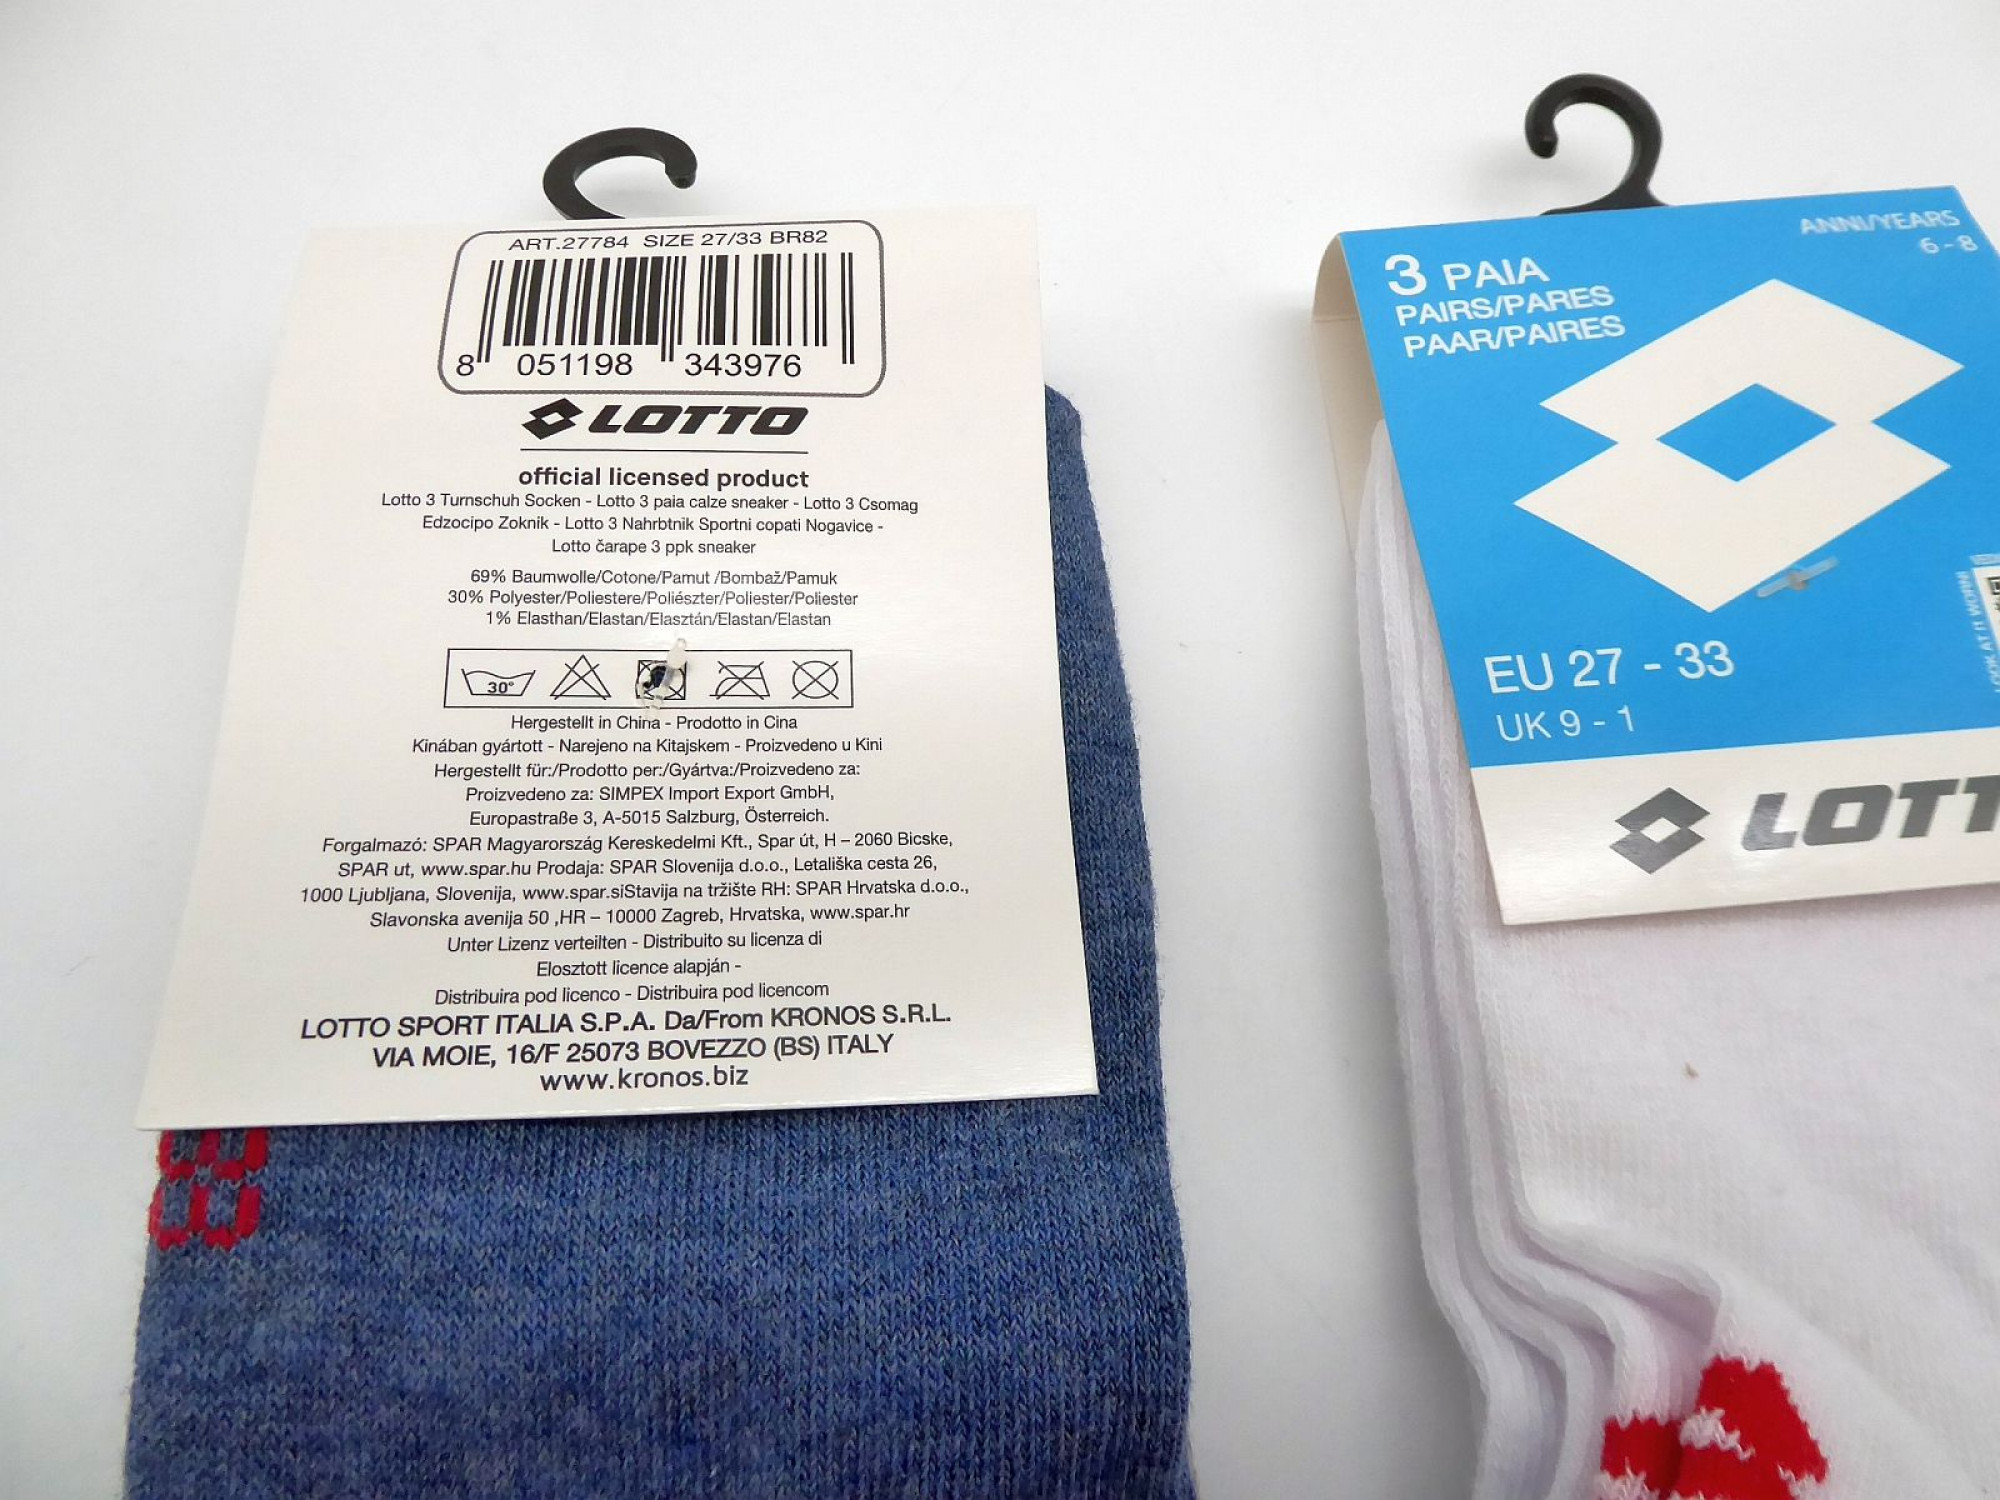 ART.27784 SIZE 27/33 BR82
8 051198 343976
LOTTO
official licensed product
Lotto 3 Turnschuh Socken - Lotto 3 paia calze sneaker - Lotto 3 Csomag
Edzocipo Zoknik - Lotto 3 Nahrbtnik Sportni copati Nogavice -
Lotto čarape 3 ppk sneaker
69% Baumwolle/Cotone/Pamut /Bombaž/Pamuk
30% Polyester/Poliestere/Poliészter/Poliester/Poliester
1% Elasthan/Elastan/Elasztán/Elastan/Elastan
30°
Hergestellt in China - Prodotto in Cina
Kinában gyártott - Narejeno na Kitajskem - Proizvedeno u Kini
Hergestellt für:/Prodotto per:/Gyártva:/Proizvedeno za:
Proizvedeno za: SIMPEX Import Export GmbH,
Europastraße 3, A-5015 Salzburg, Österreich.
Forgalmazó: SPAR Magyarország Kereskedelmi Kft., Spar út, H – 2060 Bicske,
SPAR ut, www.spar.hu Prodaja: SPAR Slovenija d.o.o., Letališka cesta 26,
1000 Ljubljana, Slovenija, www.spar.siStavija na tržište RH: SPAR Hrvatska d.o.o.,
Slavonska avenija 50 ,HR – 10000 Zagreb, Hrvatska, www.spar.hr
Unter Lizenz verteilten - Distribuito su licenza di
Elosztott licence alapján -
Distribuira pod licenco - Distribuira pod licencom
LOTTO SPORT ITALIA S.P.A. Da/From KRONOS S.R.L.
VIA MOIE, 16/F 25073 BOVEZZO (BS) ITALY
www.kronos.biz
ANNI/YEARS
6 - 8
3 PAIA
PAIRS/PARES
PAAR/PAIRES
EU 27 - 33
UK 9 - 1
LOTT
LOOK AT IT WORN!